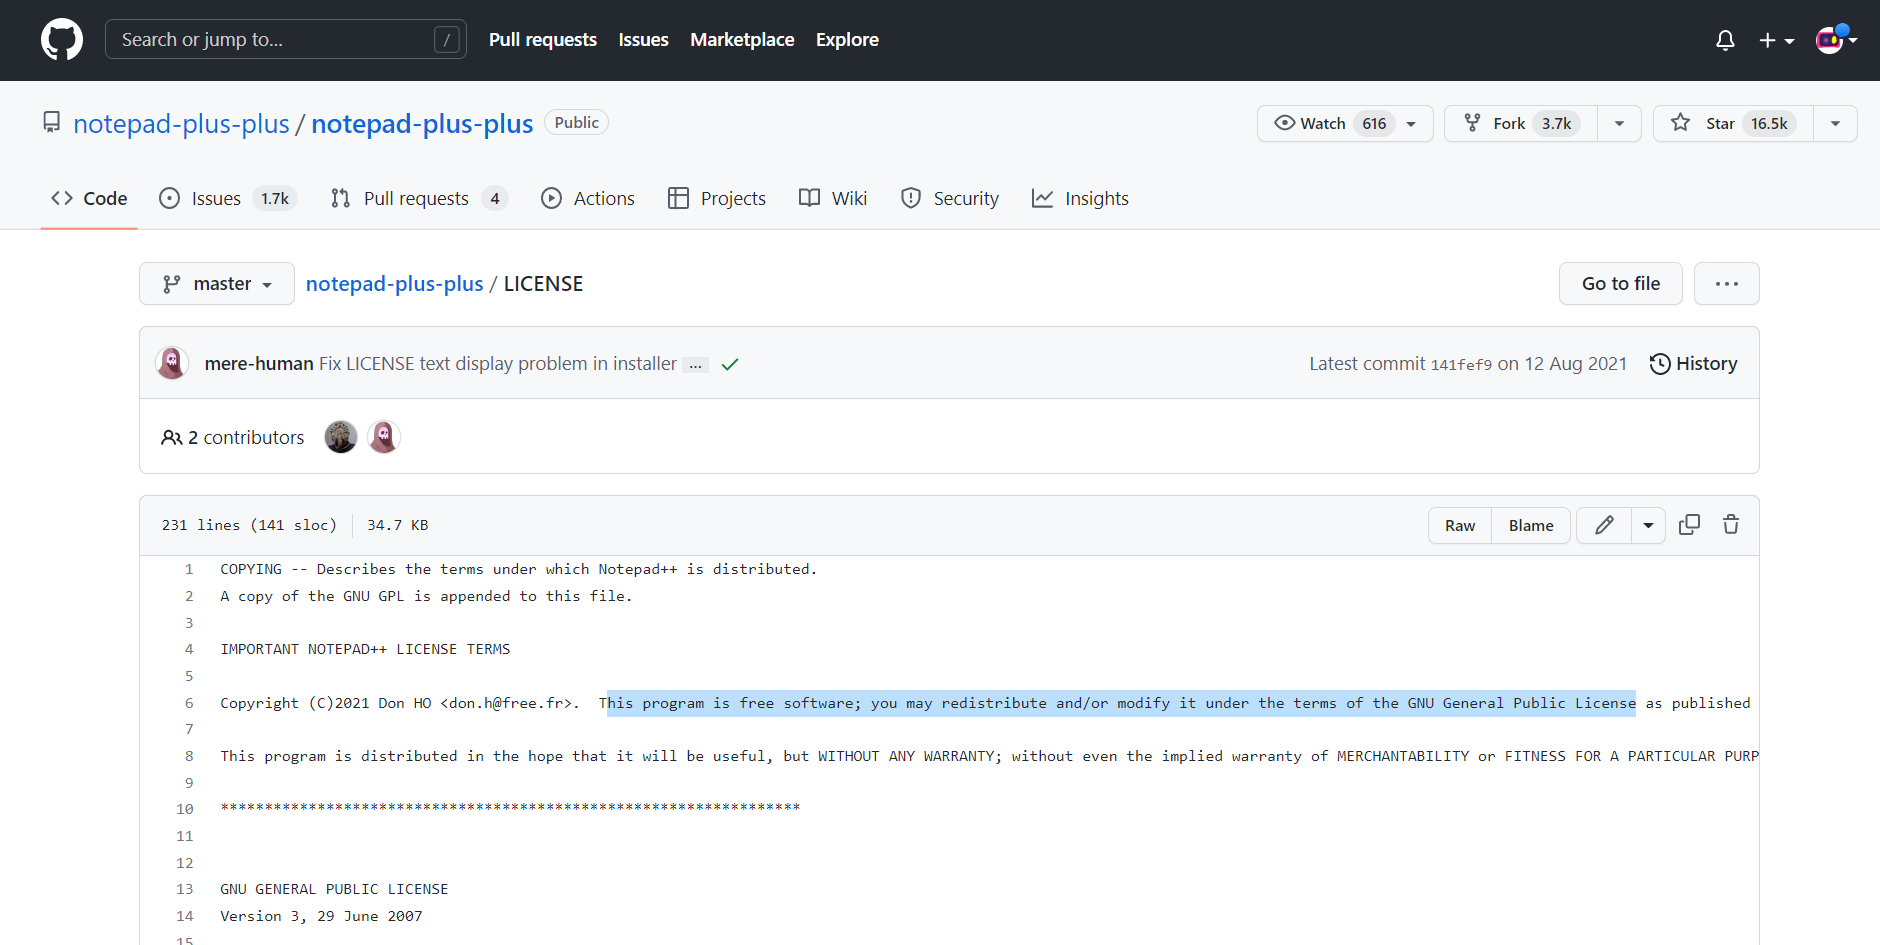 Search or jump to... /
Pull requests Issues Marketplace Explore
notepad-plus-plus / notepad-plus-plus Public
Watch 616 Fork 3.7k Star 16.5k
Code Issues 1.7k Pull requests 4 Actions Projects Wiki Security Insights
master notepad-plus-plus / LICENSE
Go to file ...
mere-human Fix LICENSE text display problem in installer ...
Latest commit 141fef9 on 12 Aug 2021 History
2 contributors
231 lines (141 sloc) 34.7 KB
Raw Blame
1 COPYING -- Describes the terms under which Notepad++ is distributed.
2 A copy of the GNU GPL is appended to this file.
3
4 IMPORTANT NOTEPAD++ LICENSE TERMS
5
6 Copyright (C)2021 Don HO <don.h@free.fr>.  This program is free software; you may redistribute and/or modify it under the terms of the GNU General Public License as published
7
8 This program is distributed in the hope that it will be useful, but WITHOUT ANY WARRANTY; without even the implied warranty of MERCHANTABILITY or FITNESS FOR A PARTICULAR PURP
9
10 ******************************************************************
11
12
13 GNU GENERAL PUBLIC LICENSE
14 Version 3, 29 June 2007
15